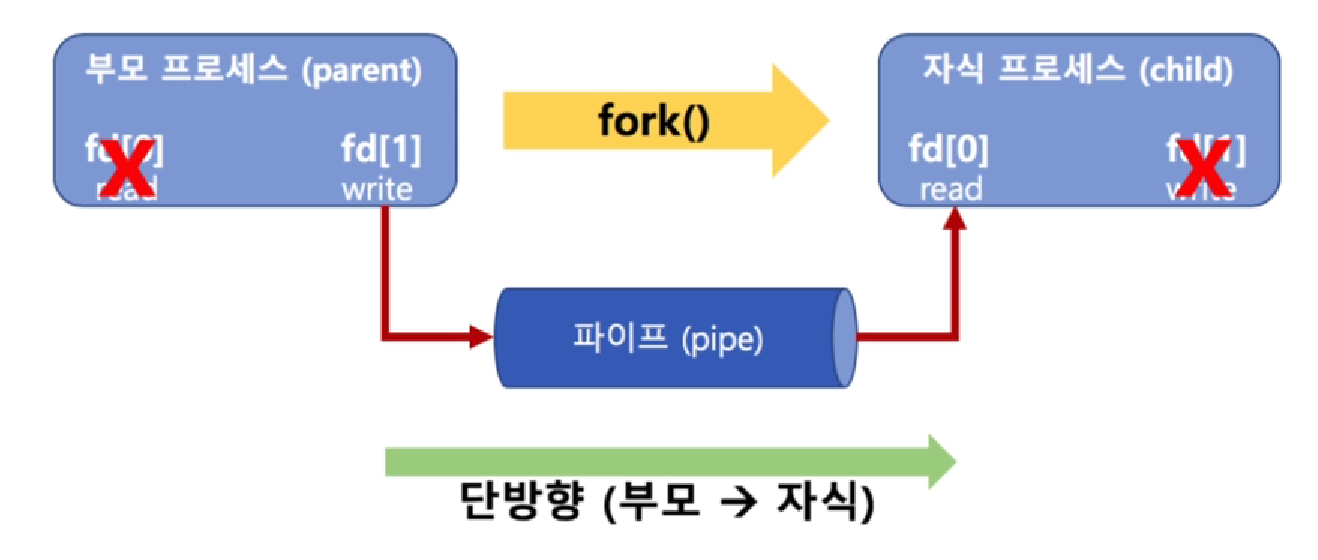 부모 프로세스 (parent)
fd[0]
fd[1]
read
write
fork()
자식 프로세스 (child)
fd[0]
fd[1]
read
write
파이프 (pipe)
단방향 (부모 → 자식)